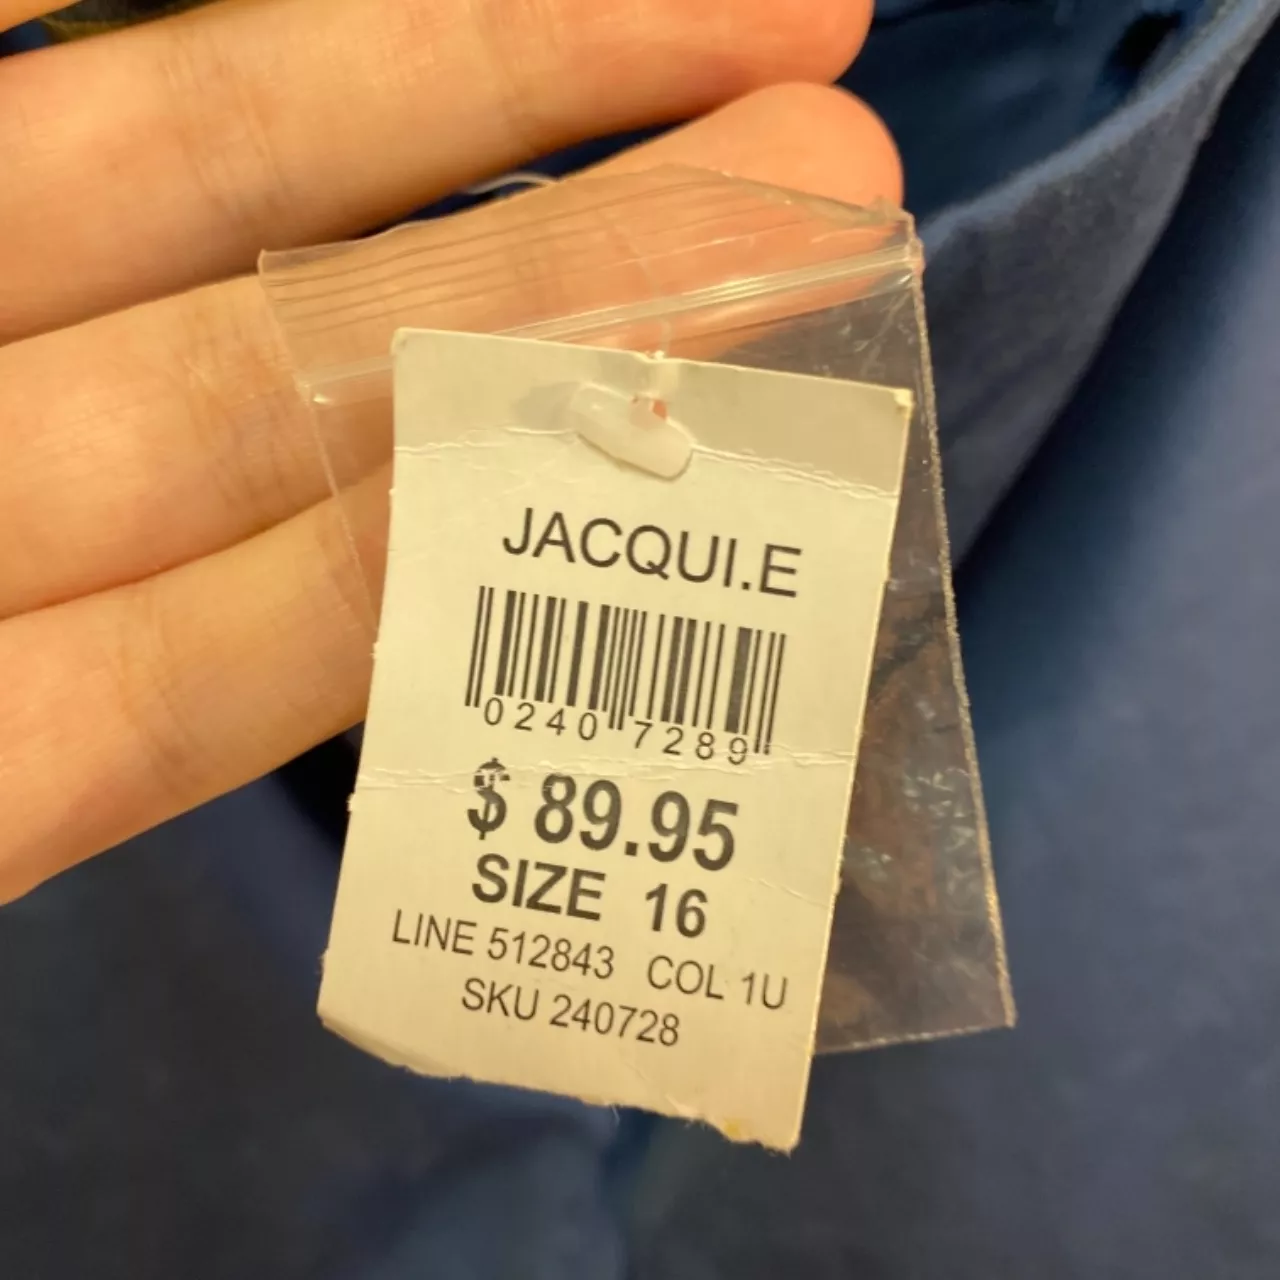 JACQUI.E
0240 7289
$ 89.95
SIZE 16
LINE 512843 COL 1U
SKU 240728